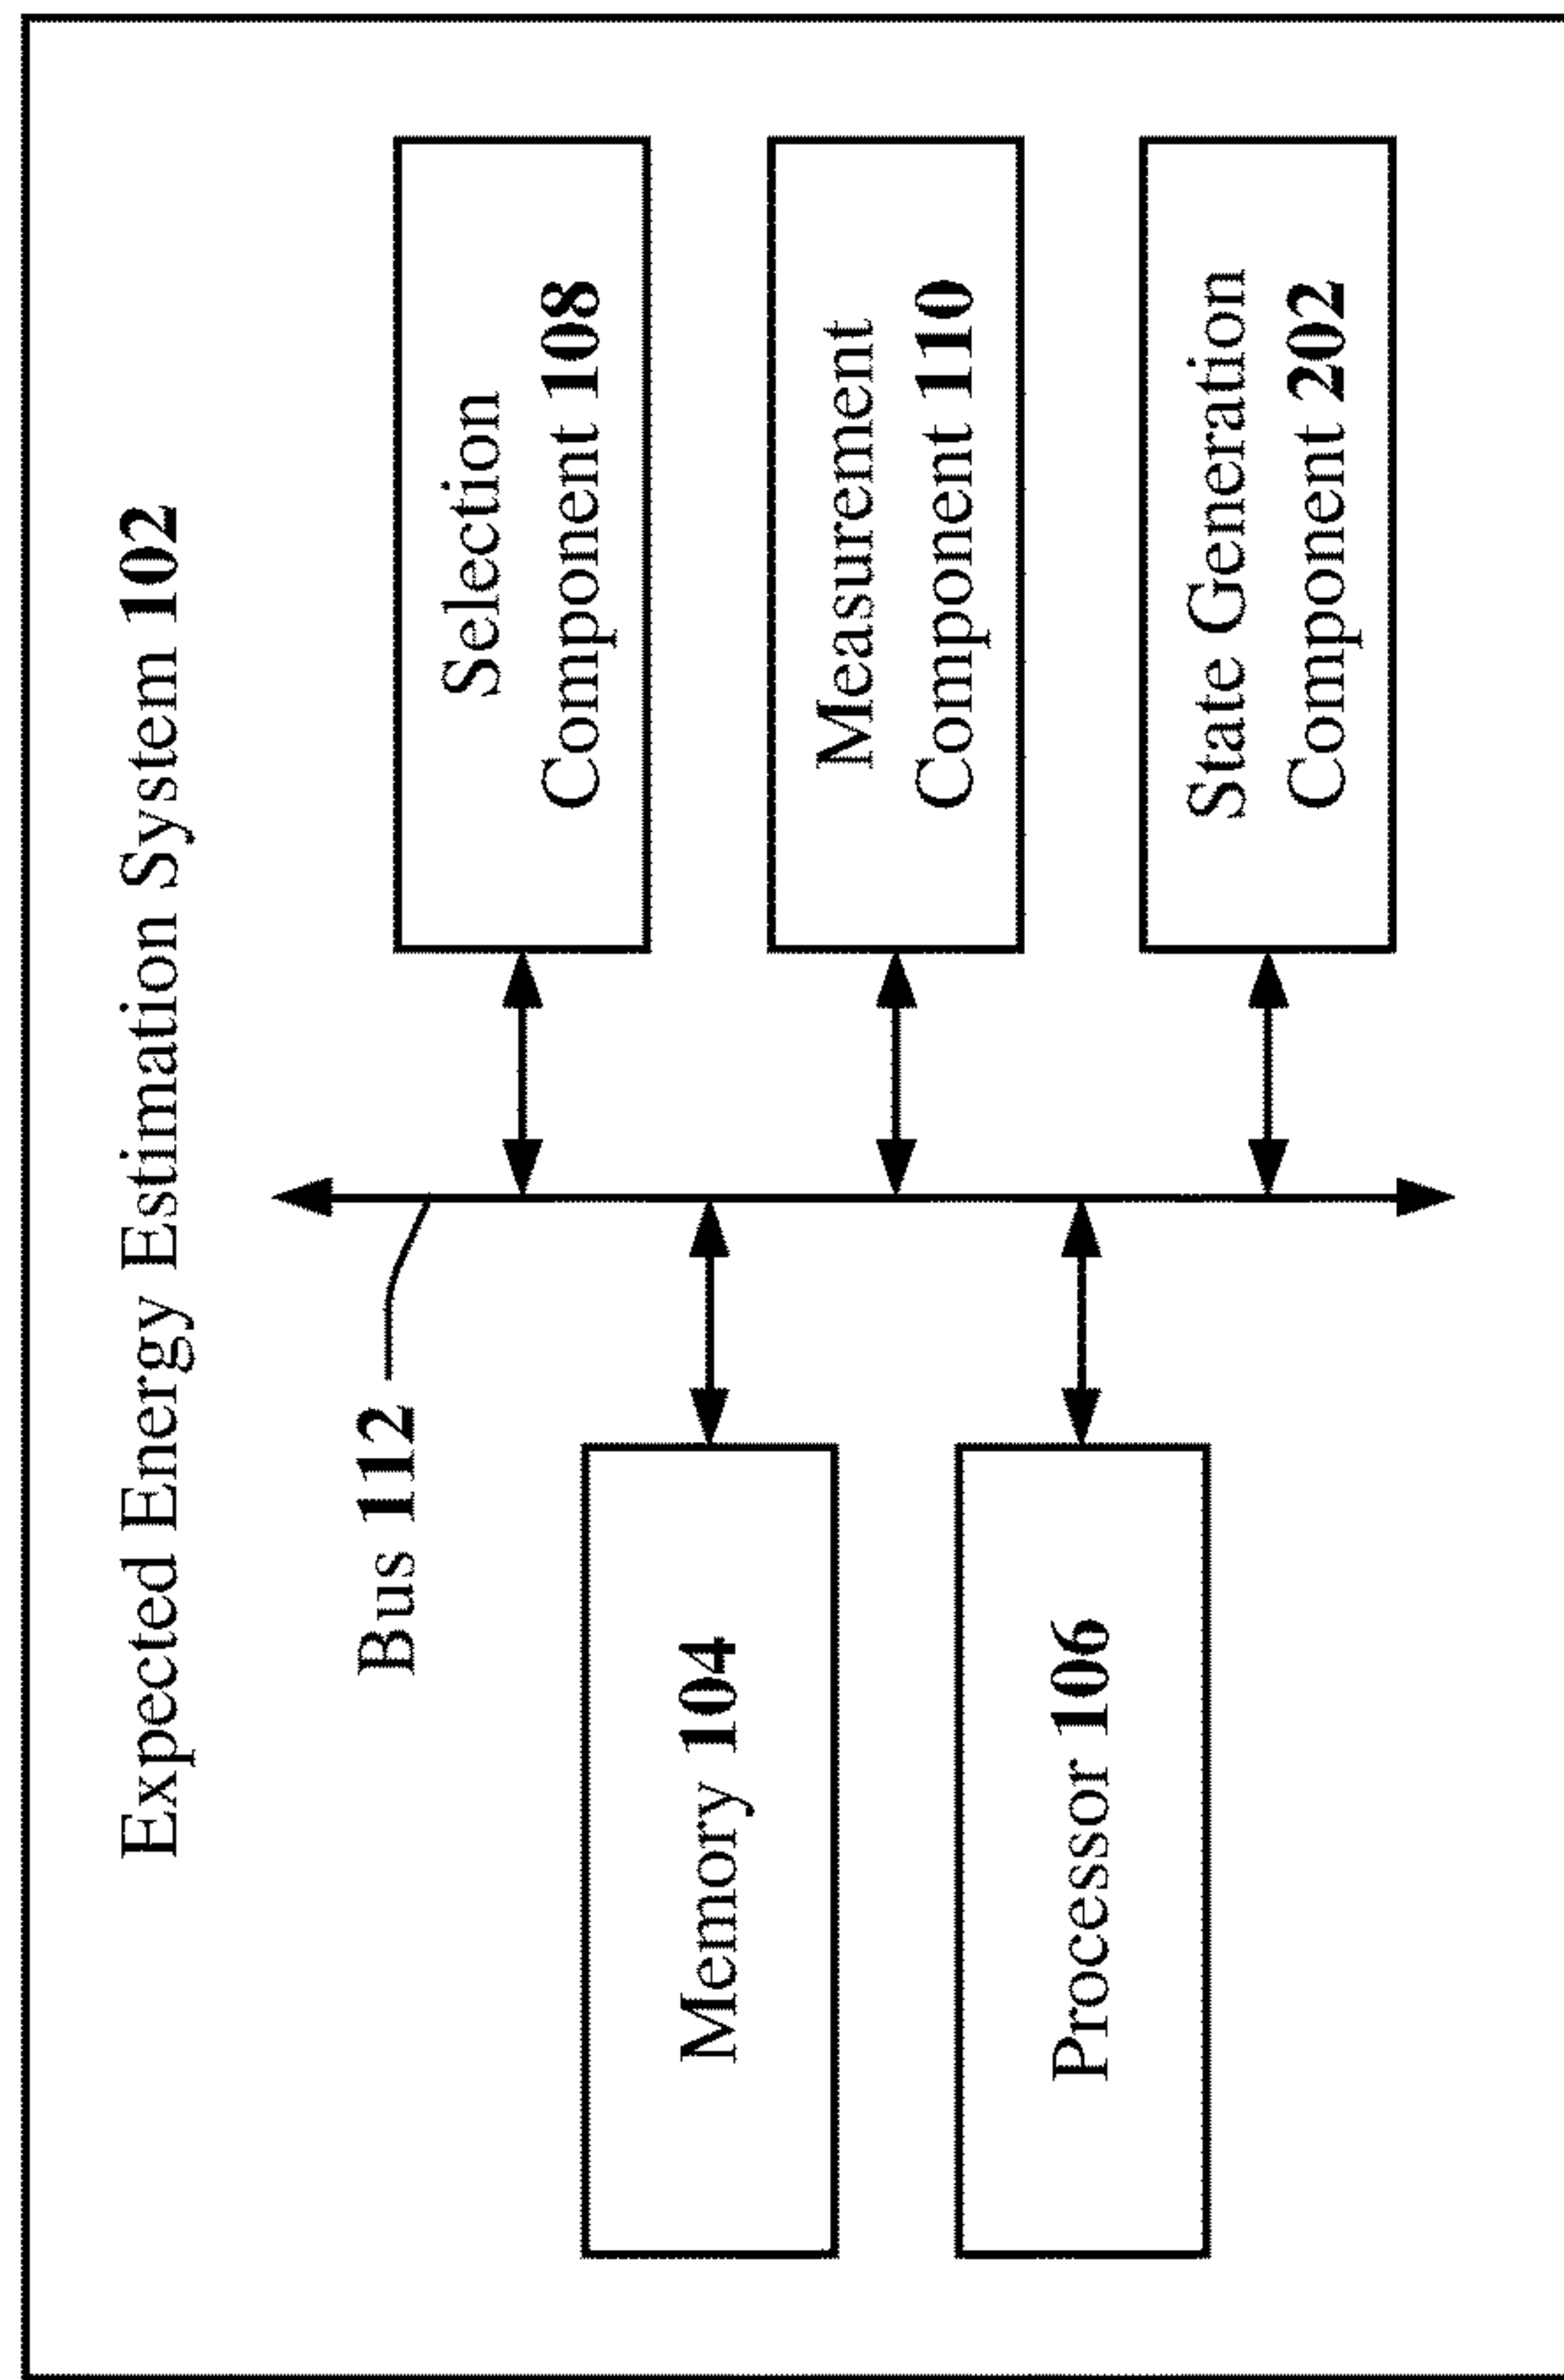 Expected Energy Estimation System 102
Bus 112
Memory 104
Processor 106
Selection
Component 108
Measurement
Component 110
State Generation
Component 202